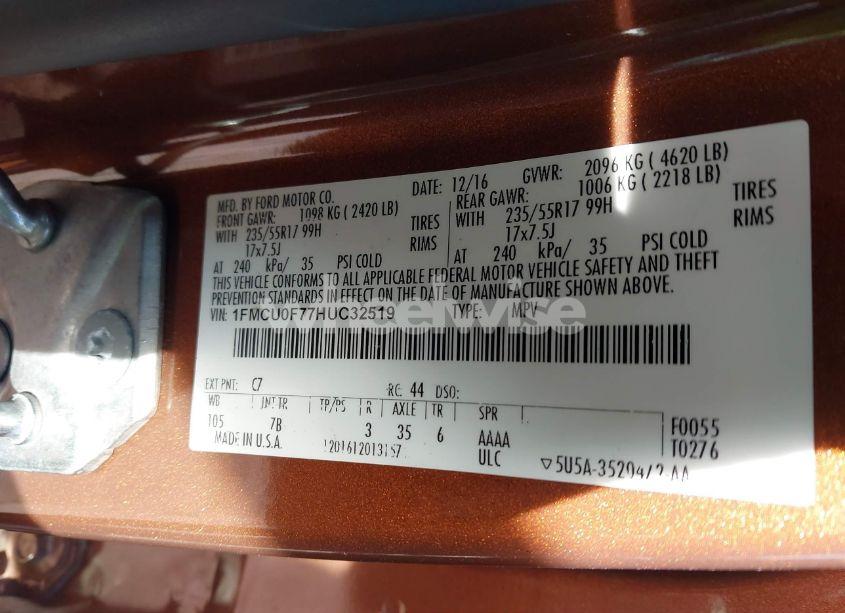 MFD. BY FORD MOTOR CO. DATE: 12/16 GVWR: 2096 KG ( 4620 LB)
FRONT GAWR: 1098 KG ( 2420 LB) REAR GAWR: 1006 KG ( 2218 LB)
WITH 235/55R17 99H TIRES WITH 235/55R17 99H TIRES
17x7.5J RIMS 17x7.5J RIMS
AT 240 kPa/ 35 PSI COLD AT 240 kPa/ 35 PSI COLD
THIS VEHICLE CONFORMS TO ALL APPLICABLE FEDERAL MOTOR VEHICLE SAFETY AND THEFT
PREVENTION STANDARDS IN EFFECT ON THE DATE OF MANUFACTURE SHOWN ABOVE.
VIN: 1FMCU0F77HUC32519 TYPE: MPV
wheelwise
EXT PNT: C7 RC: 44 DSO:
WB INT TR TP/PS R AXLE TR SPR
105 7B 3 35 6 AAAA F0055
MADE IN U.S.A. ULC T0276